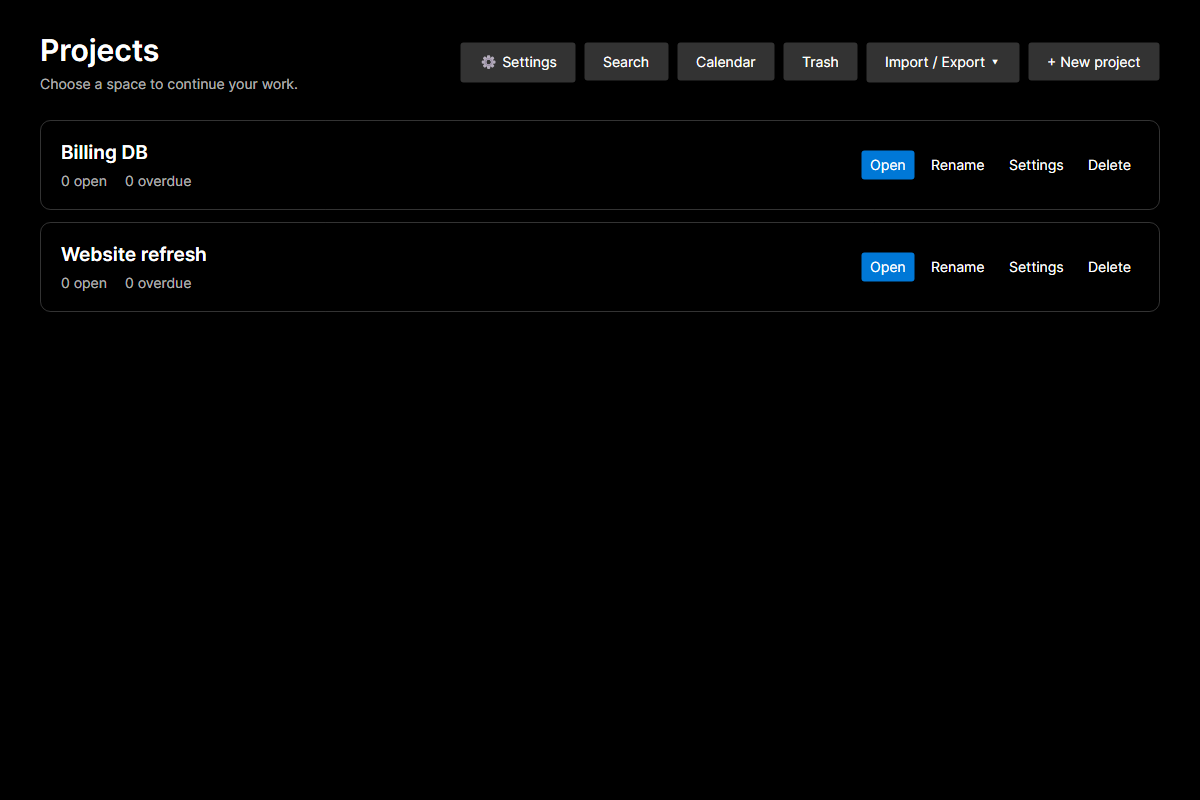 Projects
Choose a space to continue your work.
Settings
Search
Calendar
Trash
Import / Export ▾
+ New project
Billing DB
0 open 0 overdue
Open
Rename
Settings
Delete
Website refresh
0 open 0 overdue
Open
Rename
Settings
Delete